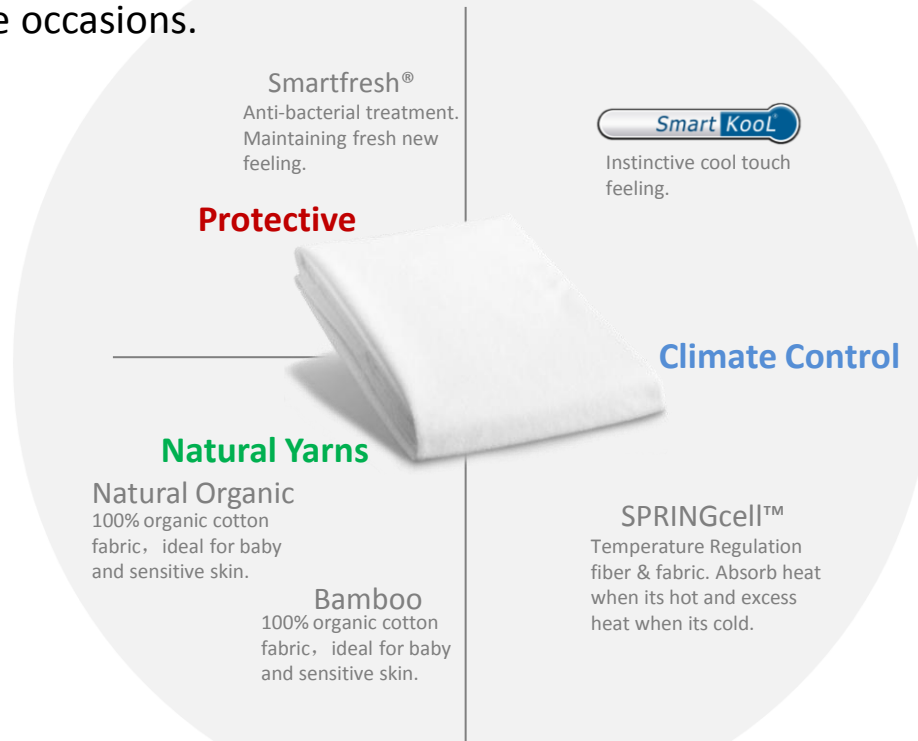 e occasions.
Smartfresh®
Anti-bacterial treatment.
Maintaining fresh new
feeling.
Protective
Smart KooL®
Instinctive cool touch
feeling.
Climate Control
Natural Yarns
Natural Organic
100% organic cotton
fabric，ideal for baby
and sensitive skin.
Bamboo
100% organic cotton
fabric，ideal for baby
and sensitive skin.
SPRINGcell™
Temperature Regulation
fiber & fabric. Absorb heat
when its hot and excess
heat when its cold.